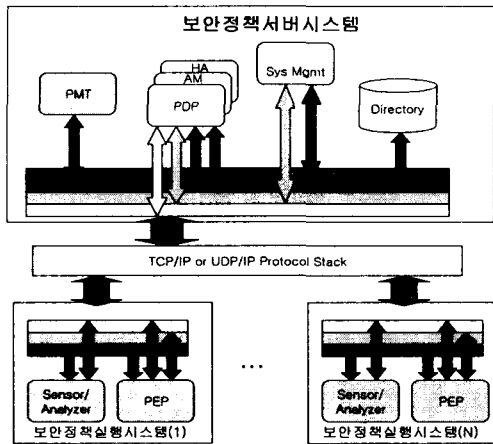 보안정책서버시스템
HA
AM
PDP
Sys Mgmt
PMT
Directory
TCP/IP or UDP/IP Protocol Stack
...
Sensor/
Analyzer
PEP
보안정책실행시스템(1)
Sensor/
Analyzer
PEP
보안정책실행시스템(N)